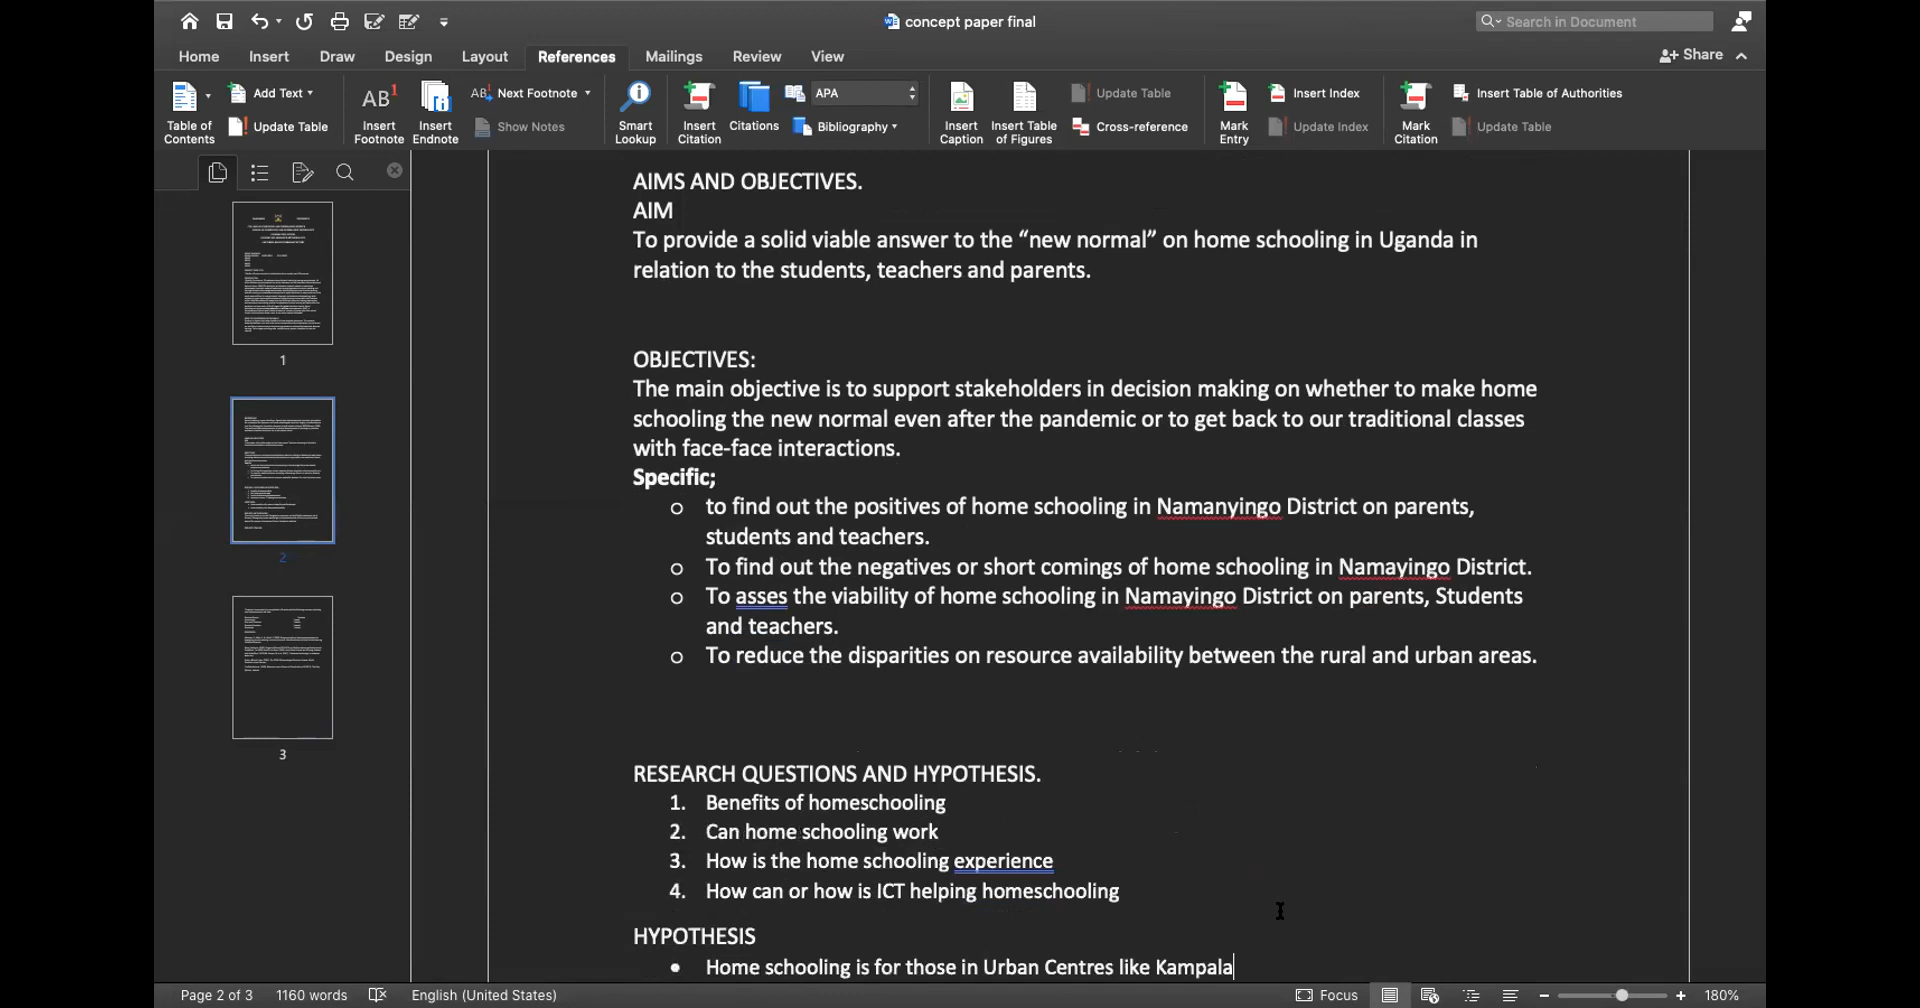 concept paper final
Search in Document
Home Insert Draw Design Layout References Mailings Review View
Share
Table of Contents
Add Text
Update Table
AB1
Insert Footnote
Insert Endnote
AB1 Next Footnote
Show Notes
Smart Lookup
Insert Citation
Citations
APA
Bibliography
Insert Caption
Insert Table of Figures
Update Table
Cross-reference
Mark Entry
Insert Index
Update Index
Mark Citation
Insert Table of Authorities
Update Table
1
2
3
AIMS AND OBJECTIVES.
AIM
To provide a solid viable answer to the “new normal” on home schooling in Uganda in
relation to the students, teachers and parents.
OBJECTIVES:
The main objective is to support stakeholders in decision making on whether to make home
schooling the new normal even after the pandemic or to get back to our traditional classes
with face-face interactions.
Specific;
o to find out the positives of home schooling in Namanyingo District on parents,
students and teachers.
o To find out the negatives or short comings of home schooling in Namayingo District.
o To asses the viability of home schooling in Namayingo District on parents, Students
and teachers.
o To reduce the disparities on resource availability between the rural and urban areas.
RESEARCH QUESTIONS AND HYPOTHESIS.
1. Benefits of homeschooling
2. Can home schooling work
3. How is the home schooling experience
4. How can or how is ICT helping homeschooling
HYPOTHESIS
• Home schooling is for those in Urban Centres like Kampala
Page 2 of 3 1160 words English (United States) Focus 180%